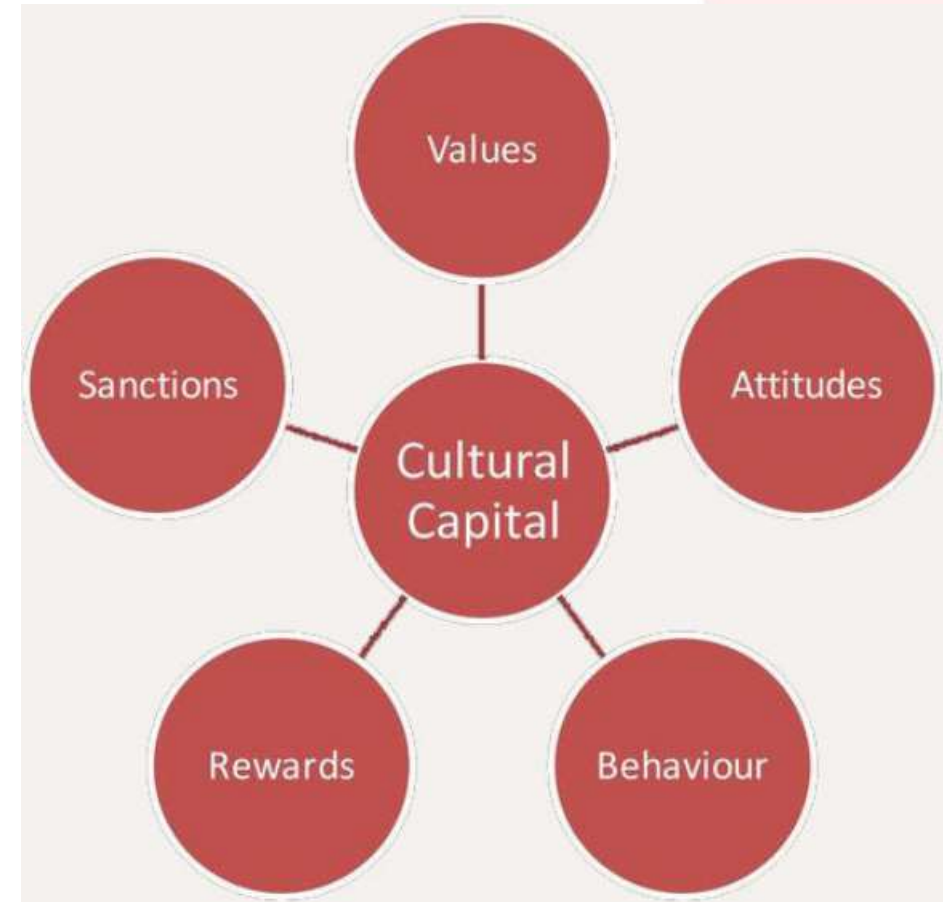 Values
Sanctions
Attitudes
Cultural
Capital
Rewards
Behaviour